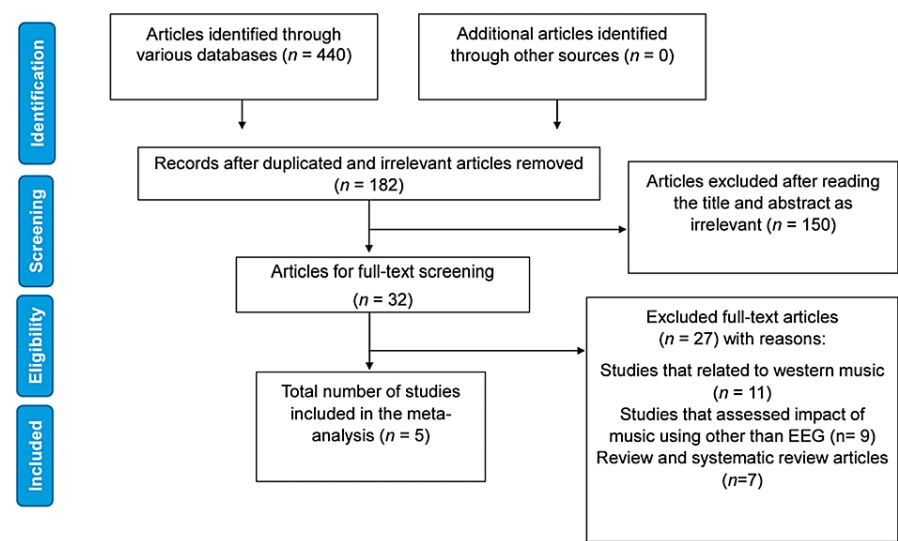 Identification
Articles identified through
various databases (n = 440)
Additional articles identified
through other sources (n = 0)
Records after duplicated and irrelevant articles removed
(n = 182)
Screening
Articles excluded after reading
the title and abstract as
irrelevant (n = 150)
Articles for full-text screening
(n = 32)
Eligibility
Excluded full-text articles
(n = 27) with reasons:
Studies that related to western music
(n = 11)
Studies that assessed impact of
music using other than EEG (n= 9)
Review and systematic review articles
(n=7)
Included
Total number of studies
included in the meta-
analysis (n = 5)